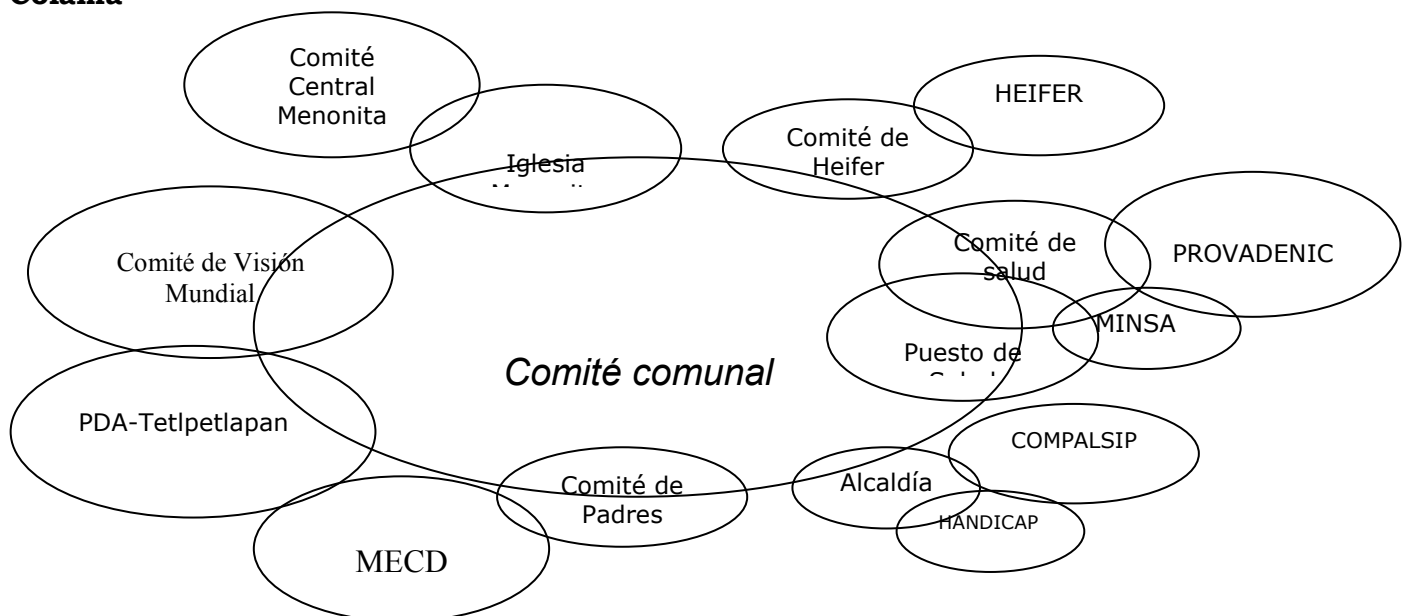 Comité
Central
Menonita
HEIFER
Comité de
Heifer
Iglesia
Comité de
salud
PROVADENIC
Comité de Visión
Mundial
MINSA
Puesto de
Comité comunal
PDA-Tetlpetlapan
COMPALSIP
Alcaldía
Comité de
Padres
HANDICAP
MECD